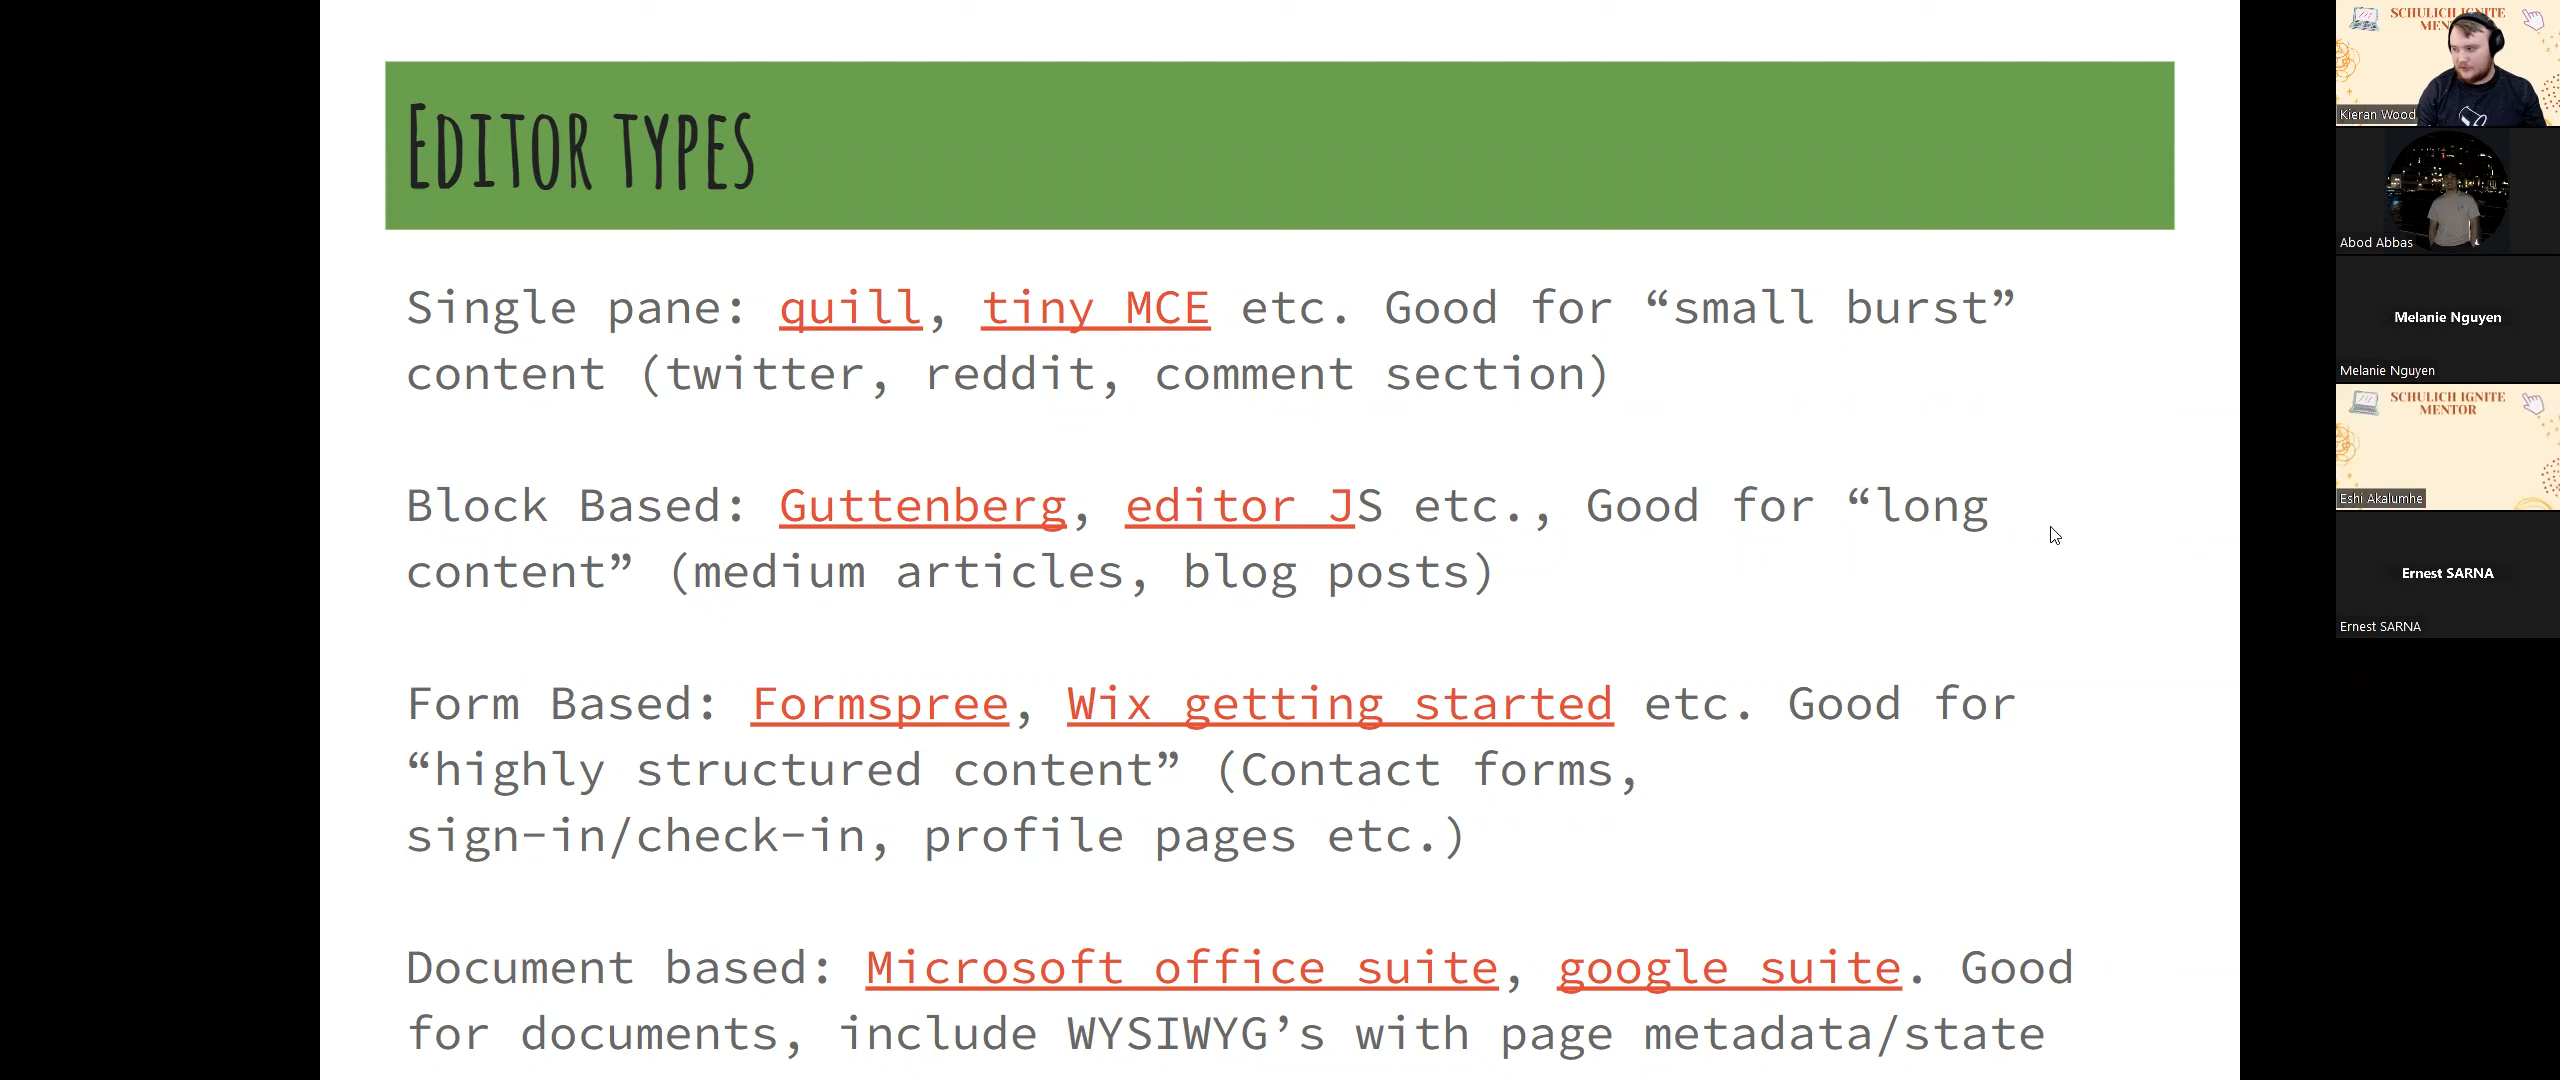 EDITOR TYPES
Single pane: quill, tiny MCE etc. Good for “small burst”
content (twitter, reddit, comment section)
Block Based: Guttenberg, editor JS etc., Good for “long
content” (medium articles, blog posts)
Form Based: Formspree, Wix getting started etc. Good for
“highly structured content” (Contact forms,
sign-in/check-in, profile pages etc.)
Document based: Microsoft office suite, google suite. Good
for documents, include WYSIWYG’s with page metadata/state
SCHULICH IGNITE
MEN
Kieran Wood
Abod Abbas
Melanie Nguyen
Melanie Nguyen
SCHULICH IGNITE
MENTOR
Eshi Akalumhe
Ernest SARNA
Ernest SARNA